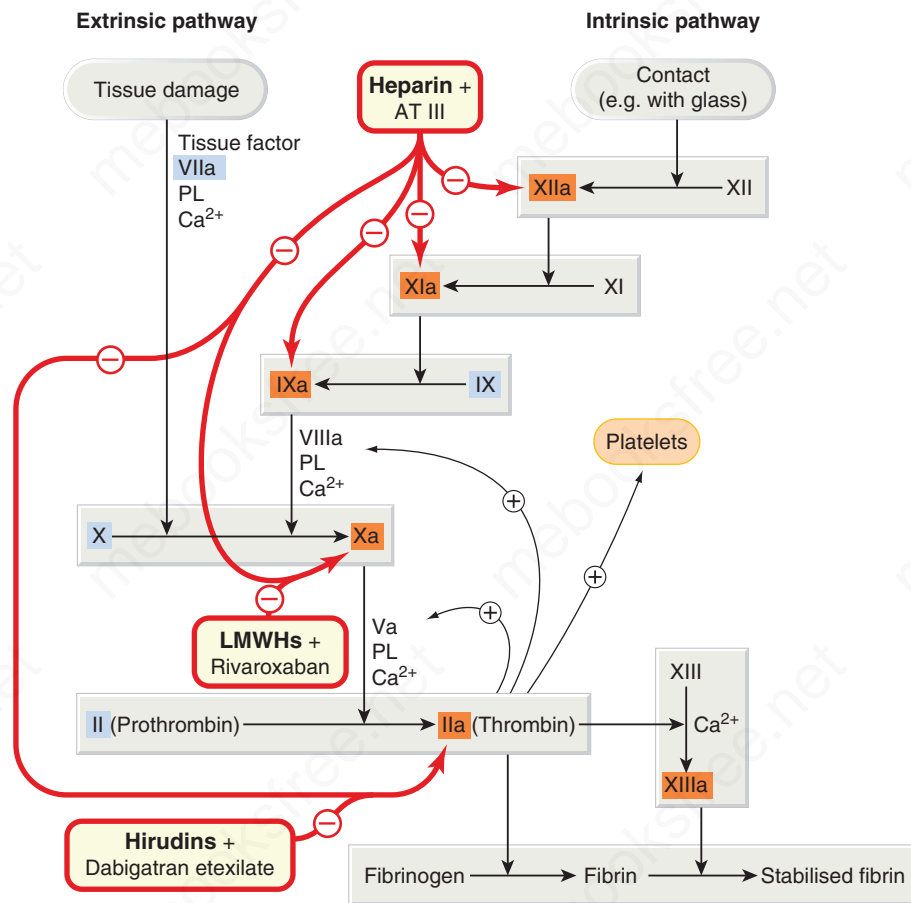 Extrinsic pathway
Intrinsic pathway
Tissue damage
Heparin +
AT III
Contact
(e.g. with glass)
Tissue factor
VIIa
PL
Ca²⁺
−
−
−
−
−
XIIa
XII
XIa
XI
IXa
IX
VIIIa
PL
Ca²⁺
Platelets
+
+
+
X
Xa
−
LMWHs +
Rivaroxaban
Va
PL
Ca²⁺
II (Prothrombin)
IIa (Thrombin)
XIII
Ca²⁺
XIIIa
−
Hirudins +
Dabigatran etexilate
Fibrinogen
Fibrin
Stabilised fibrin
mebooksfree.net